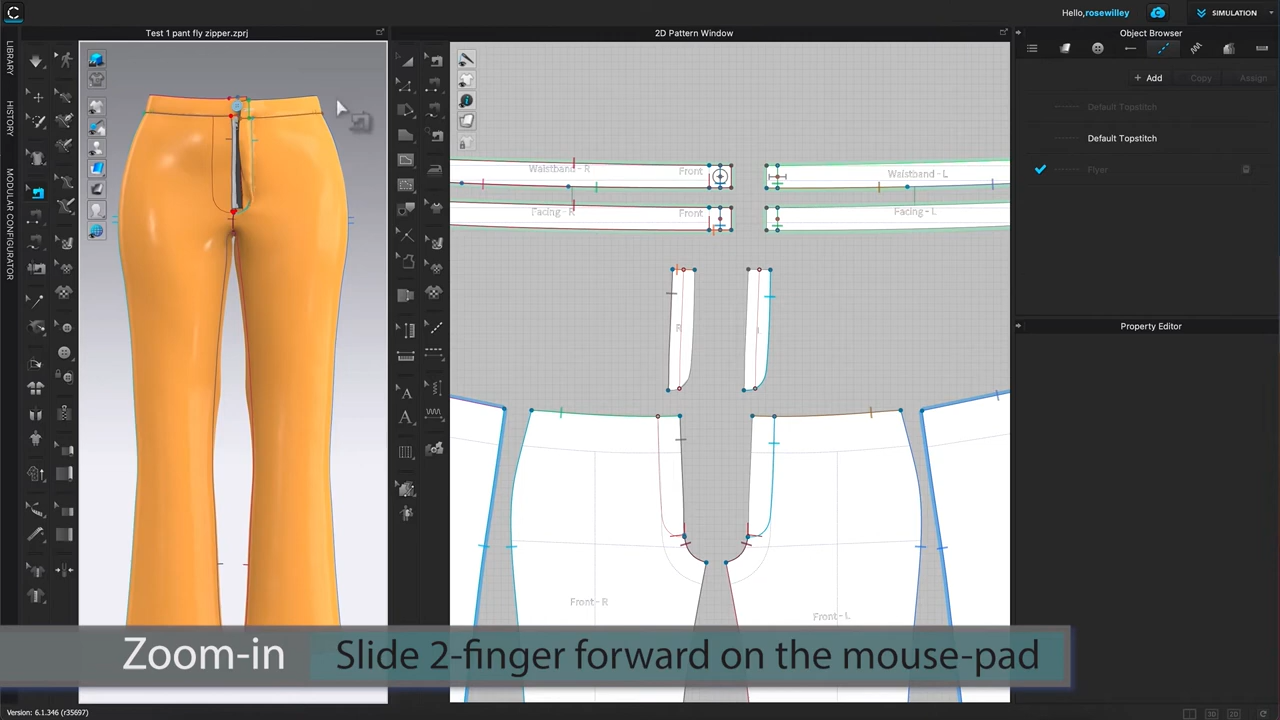 Hello, rosewilley
SIMULATION
Test 1 pant fly zipper.zprj
2D Pattern Window
Object Browser
LIBRARY
HISTORY
MODULAR CONFIGURATOR
Add
Copy
Assign
Default Topstitch
Default Topstitch
Flyer
Waistband - R
Front
Waistband - L
Facing - R
Front
Facing - L
R
L
Property Editor
Front - R
Front - L
Zoom-in
Slide 2-finger forward on the mouse-pad
Version: 6.1.346 (r35697)
3D
2D